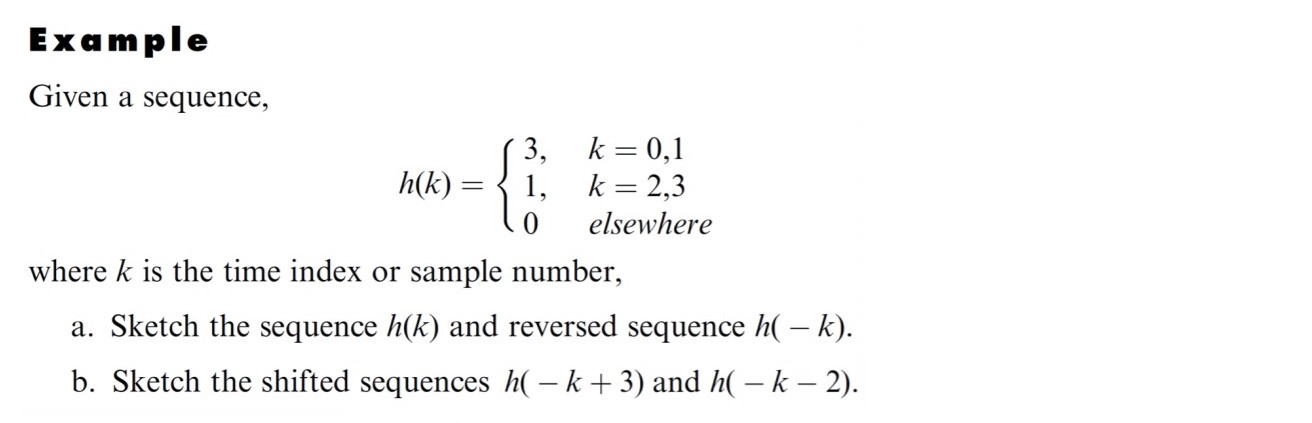 Example
Given a sequence,
h(k) = { 3, k = 0,1
1, k = 2,3
0 elsewhere
where k is the time index or sample number,
a. Sketch the sequence h(k) and reversed sequence h( − k).
b. Sketch the shifted sequences h( − k + 3) and h( − k − 2).